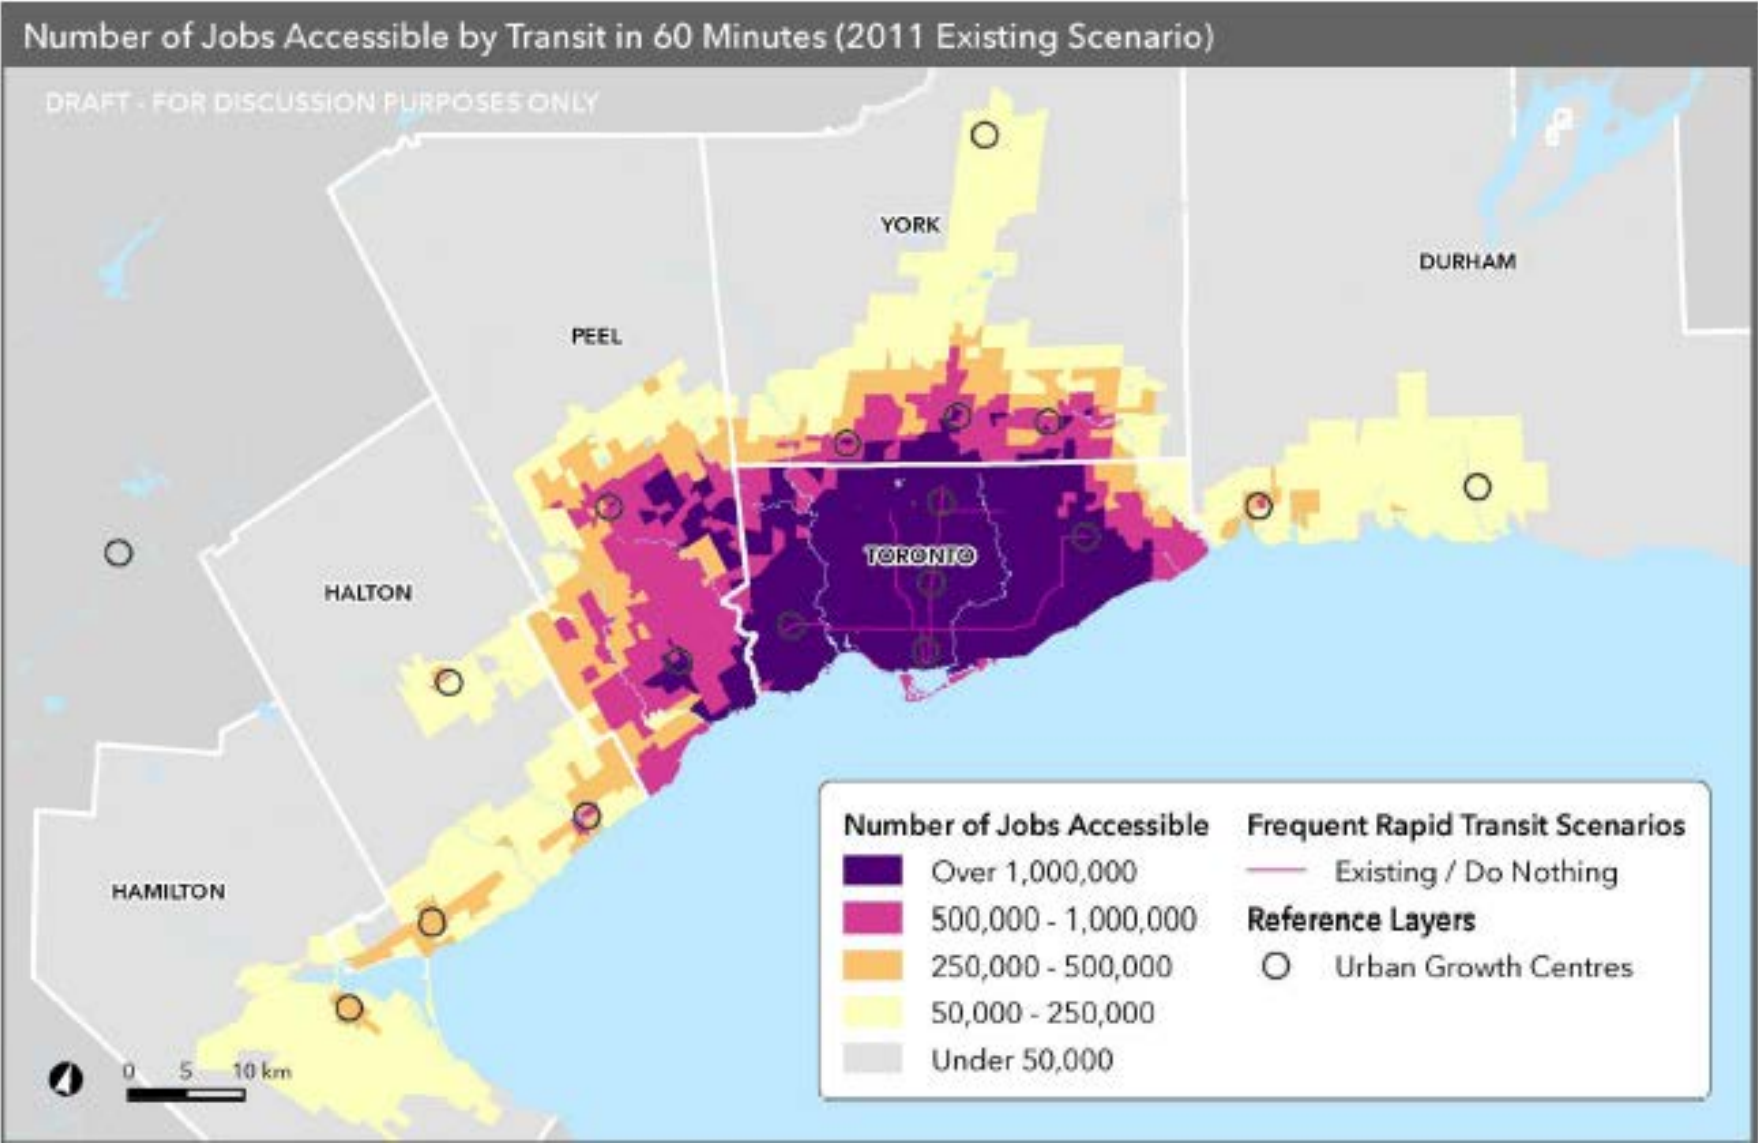 Number of Jobs Accessible by Transit in 60 Minutes (2011 Existing Scenario)
DRAFT - FOR DISCUSSION PURPOSES ONLY
YORK
DURHAM
PEEL
TORONTO
HALTON
HAMILTON
0 5 10 km
Number of Jobs Accessible
Over 1,000,000
500,000 - 1,000,000
250,000 - 500,000
50,000 - 250,000
Under 50,000
Frequent Rapid Transit Scenarios
Existing / Do Nothing
Reference Layers
Urban Growth Centres